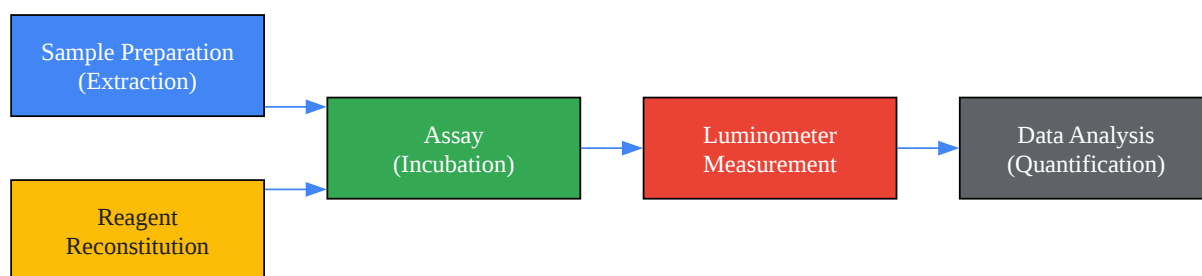 Sample Preparation
(Extraction)
Reagent
Reconstitution
Assay
(Incubation)
Luminometer
Measurement
Data Analysis
(Quantification)